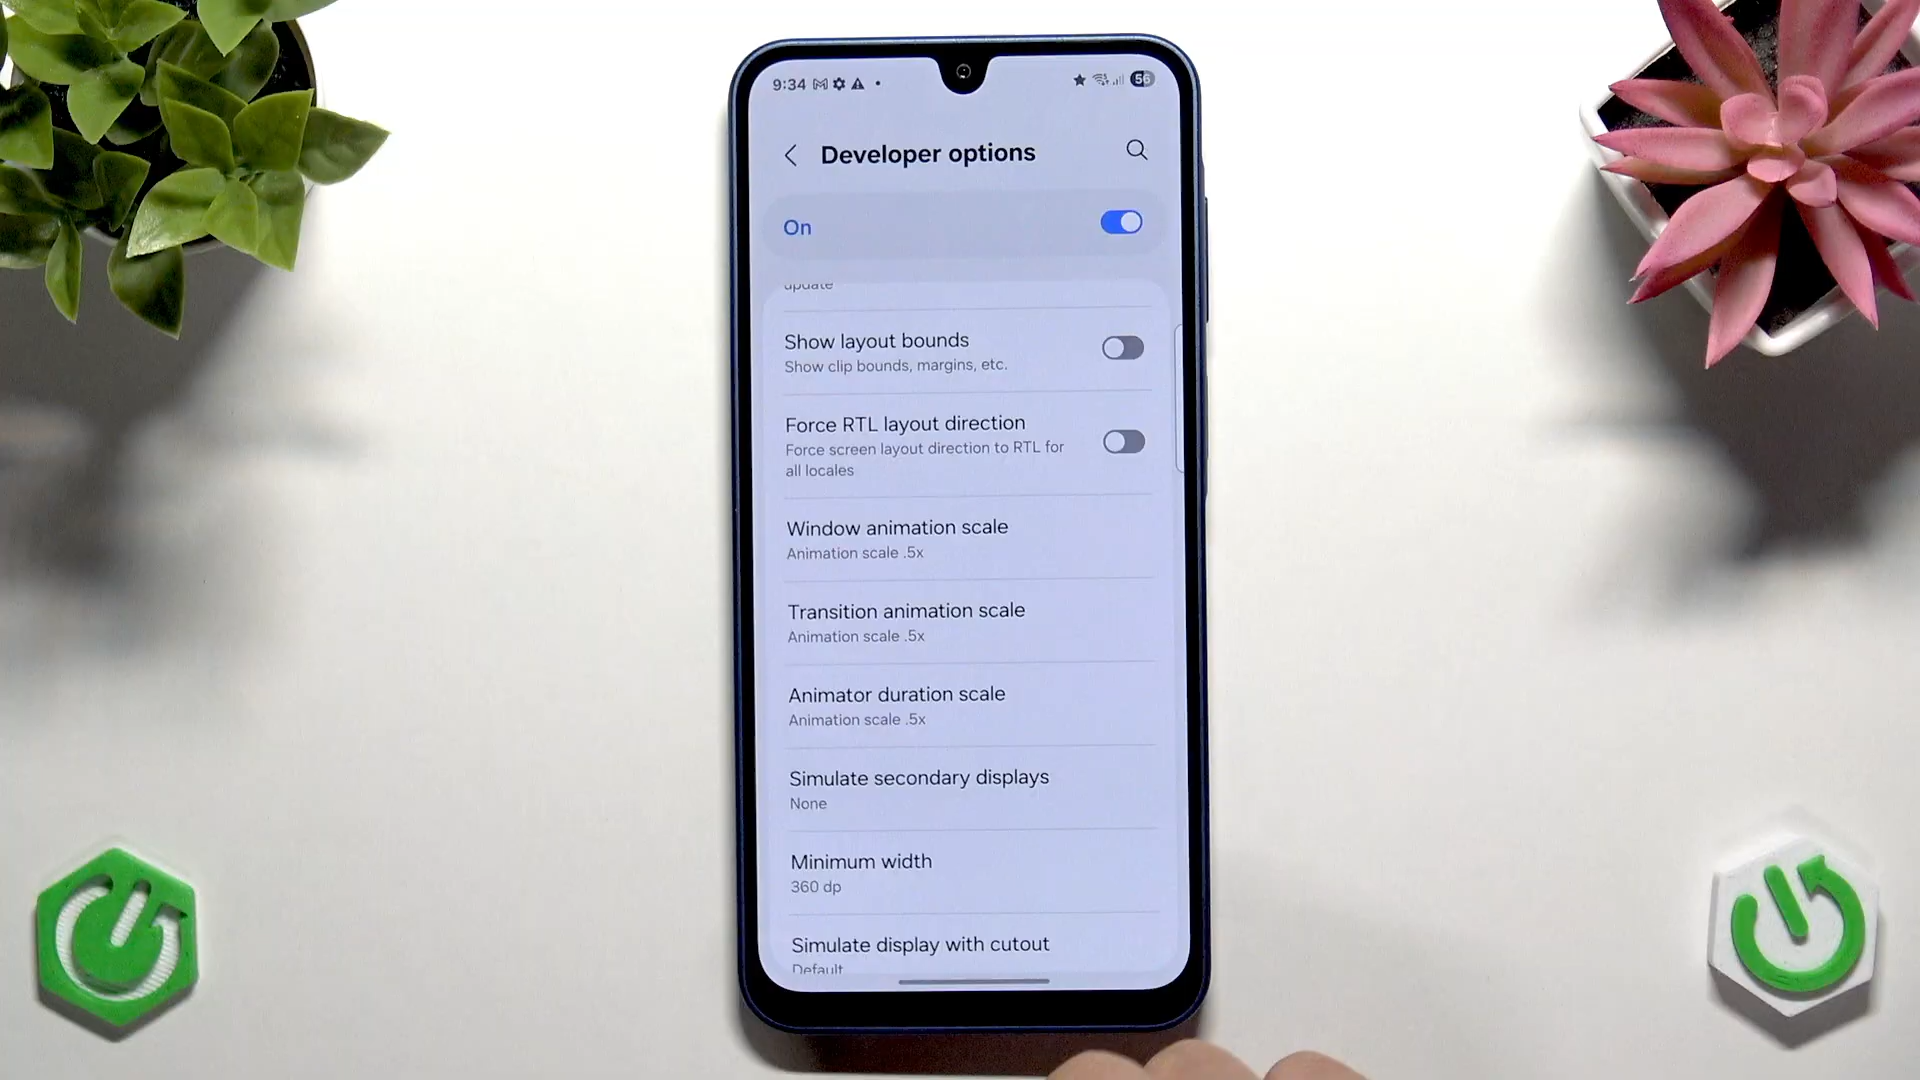 9:34
56
Developer options
On
update
Show layout bounds
Show clip bounds, margins, etc.
Force RTL layout direction
Force screen layout direction to RTL for
all locales
Window animation scale
Animation scale .5x
Transition animation scale
Animation scale .5x
Animator duration scale
Animation scale .5x
Simulate secondary displays
None
Minimum width
360 dp
Simulate display with cutout
Default